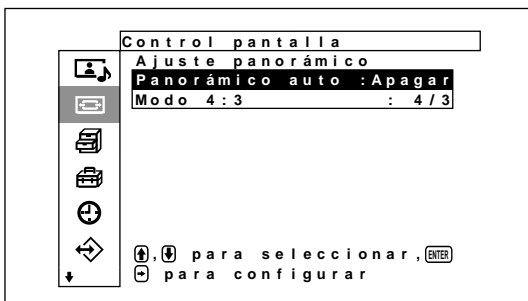 Control pantalla
Ajuste panorámico
Panorámico auto :Apagar
Modo 4:3 : 4/3
, para seleccionar, ENTER
para configurar